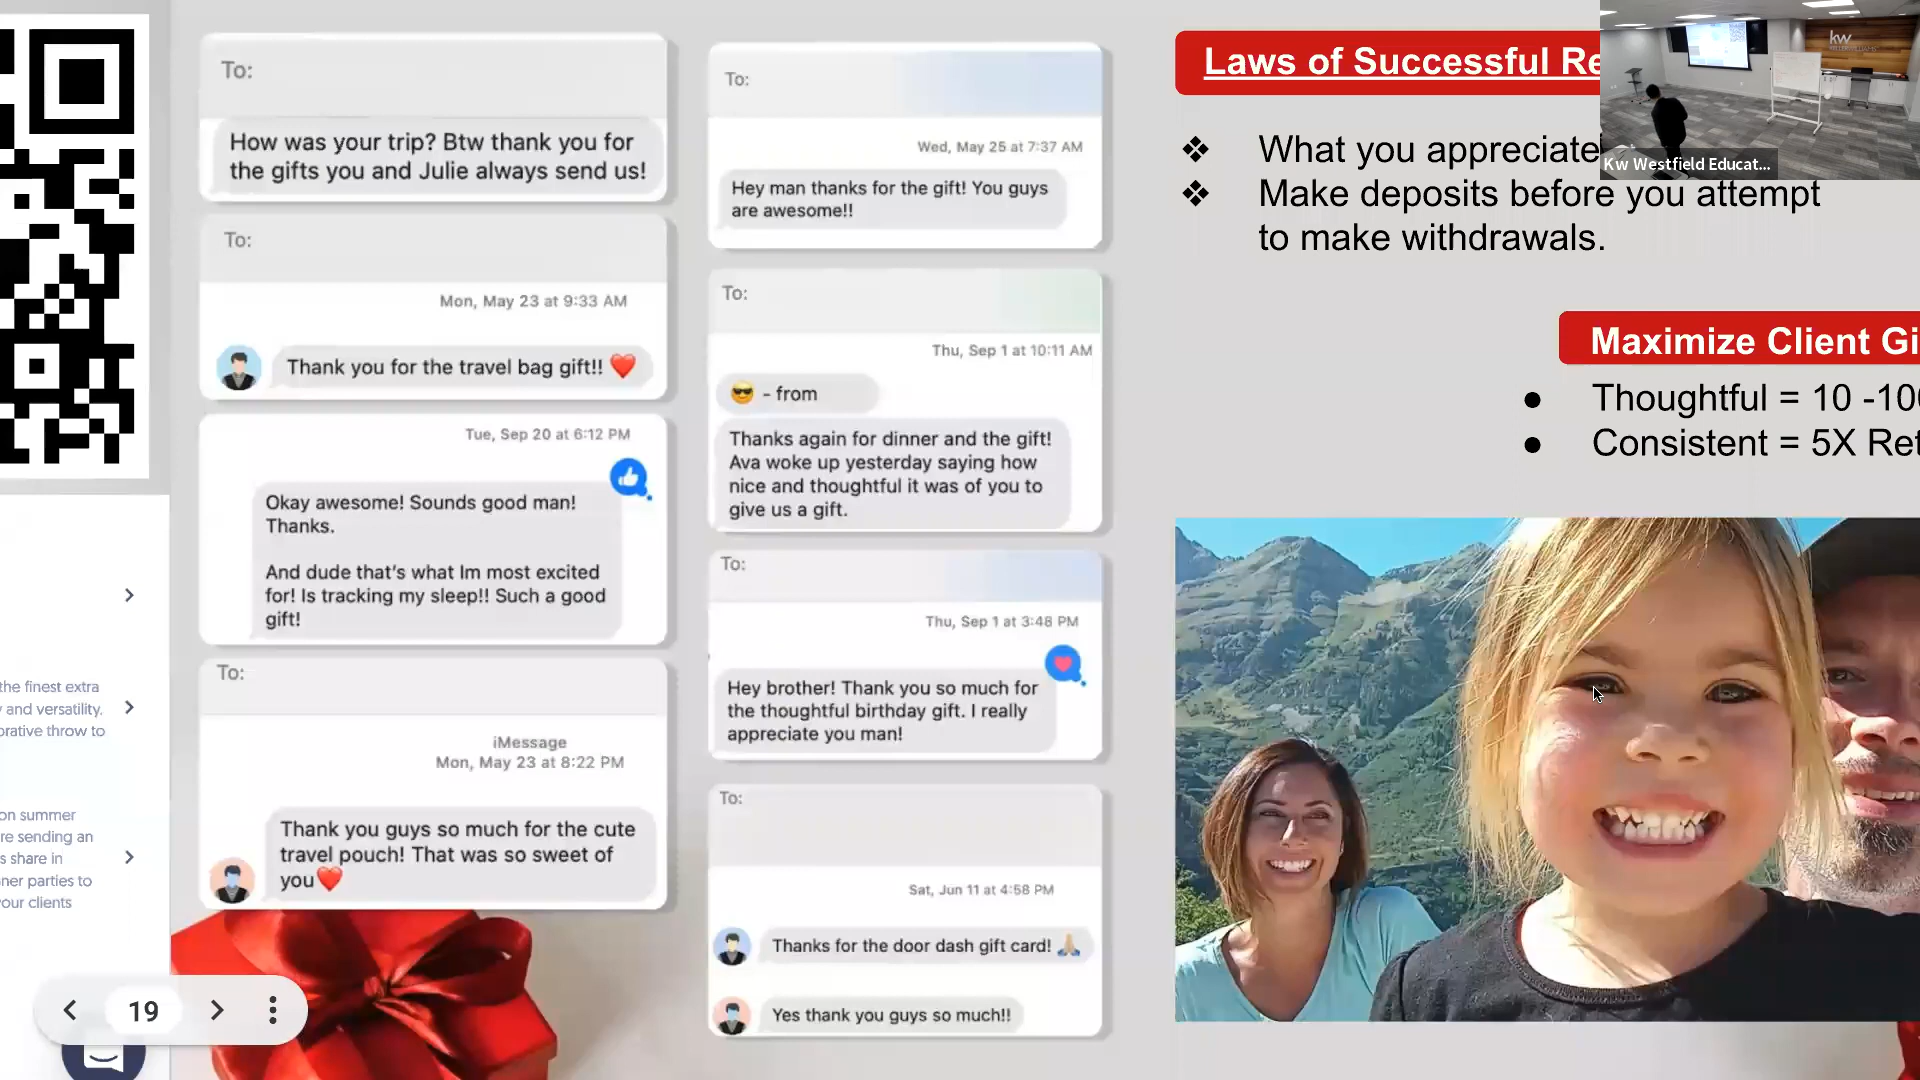 To:
How was your trip? Btw thank you for
the gifts you and Julie always send us!
To:
Mon, May 23 at 9:33 AM
Thank you for the travel bag gift!! ❤️
Tue, Sep 20 at 6:12 PM
Okay awesome! Sounds good man!
Thanks.
And dude that's what Im most excited
for! Is tracking my sleep!! Such a good
gift!
To:
iMessage
Mon, May 23 at 8:22 PM
Thank you guys so much for the cute
travel pouch! That was so sweet of
you❤️
To:
Wed, May 25 at 7:37 AM
Hey man thanks for the gift! You guys
are awesome!!
To:
Thu, Sep 1 at 10:11 AM
😎 - from
Thanks again for dinner and the gift!
Ava woke up yesterday saying how
nice and thoughtful it was of you to
give us a gift.
To:
Thu, Sep 1 at 3:48 PM
Hey brother! Thank you so much for
the thoughtful birthday gift. I really
appreciate you man!
To:
Sat, Jun 11 at 4:58 PM
Thanks for the door dash gift card! 🙏🏼
Yes thank you guys so much!!
Laws of Successful Re
❖ What you appreciate
❖ Make deposits before you attempt
to make withdrawals.
Maximize Client Gi
● Thoughtful = 10 -100
● Consistent = 5X Ret
kw
Kw Westfield Educat...
the finest extra
and versatility.
orative throw to
on summer
re sending an
s share in
ner parties to
your clients
19